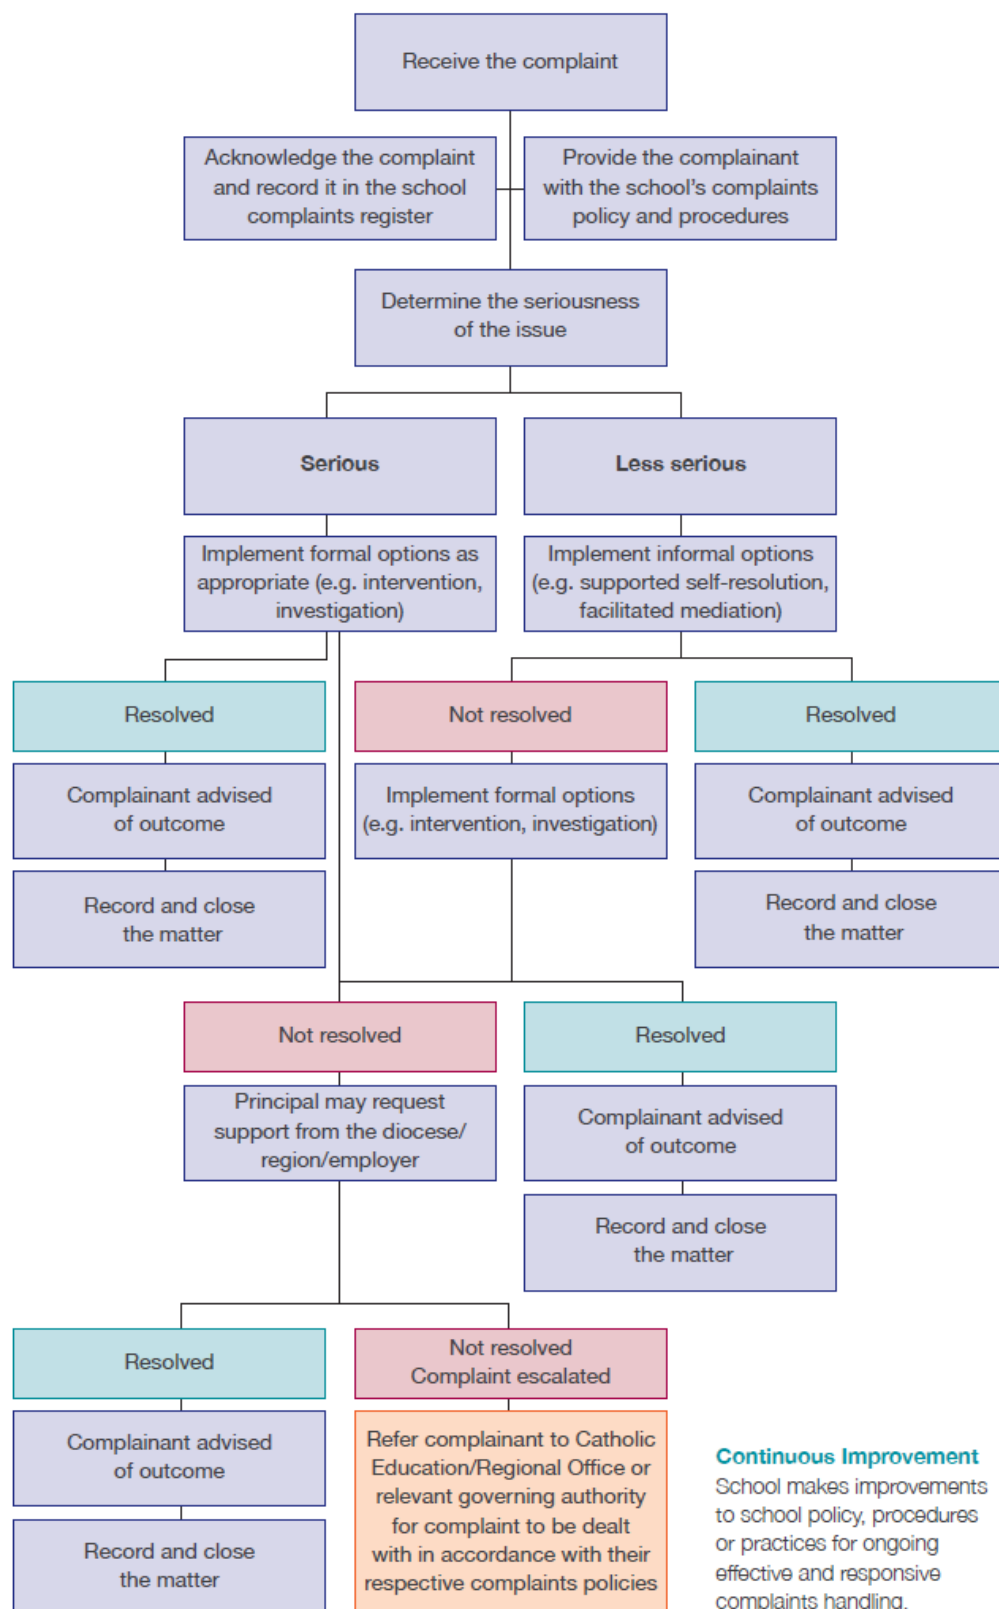 Receive the complaint
Acknowledge the complaint
and record it in the school
complaints register
Provide the complainant
with the school's complaints
policy and procedures
Determine the seriousness
of the issue
Serious
Less serious
Implement formal options as
appropriate (e.g. intervention,
investigation)
Implement informal options
(e.g. supported self-resolution,
facilitated mediation)
Resolved
Not resolved
Resolved
Complainant advised
of outcome
Implement formal options
(e.g. intervention, investigation)
Complainant advised
of outcome
Record and close
the matter
Record and close
the matter
Not resolved
Resolved
Principal may request
support from the diocese/
region/employer
Complainant advised
of outcome
Record and close
the matter
Resolved
Not resolved
Complaint escalated
Complainant advised
of outcome
Refer complainant to Catholic
Education/Regional Office or
relevant governing authority
for complaint to be dealt
with in accordance with their
respective complaints policies
Record and close
the matter
Continuous Improvement
School makes improvements
to school policy, procedures
or practices for ongoing
effective and responsive
complaints handling.